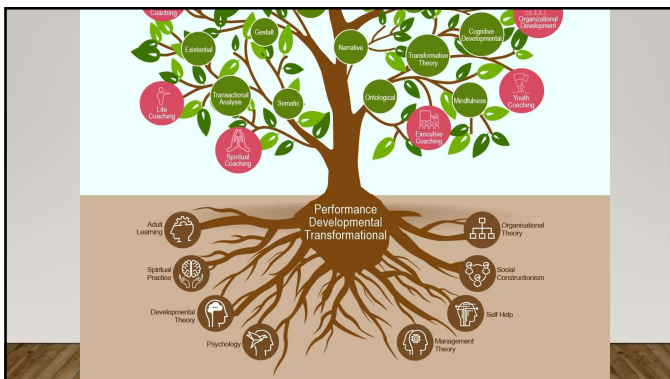 Coaching
Organizational
Development
Gestalt
Narrative
Cognitive
Developmental
Existential
Transformative
Theory
Life
Coaching
Transactional
Analysis
Somatic
Ontological
Mindfulness
Youth
Coaching
Spiritual
Coaching
Executive
Coaching
Performance
Developmental
Transformational
Adult
Learning
Organisational
Theory
Spiritual
Practice
Social
Constructionism
Developmental
Theory
Self Help
Psychology
Management
Theory